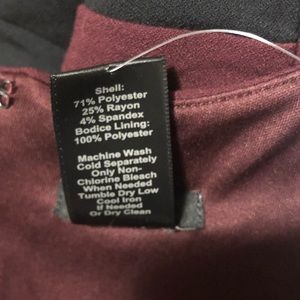 Shell:
71% Polyester
25% Rayon
4% Spandex
Bodice Lining:
100% Polyester
Machine Wash
Cold Separately
Only Non-
Chlorine Bleach
When Needed
Tumble Dry Low
Cool Iron
If Needed
Or Dry Clean